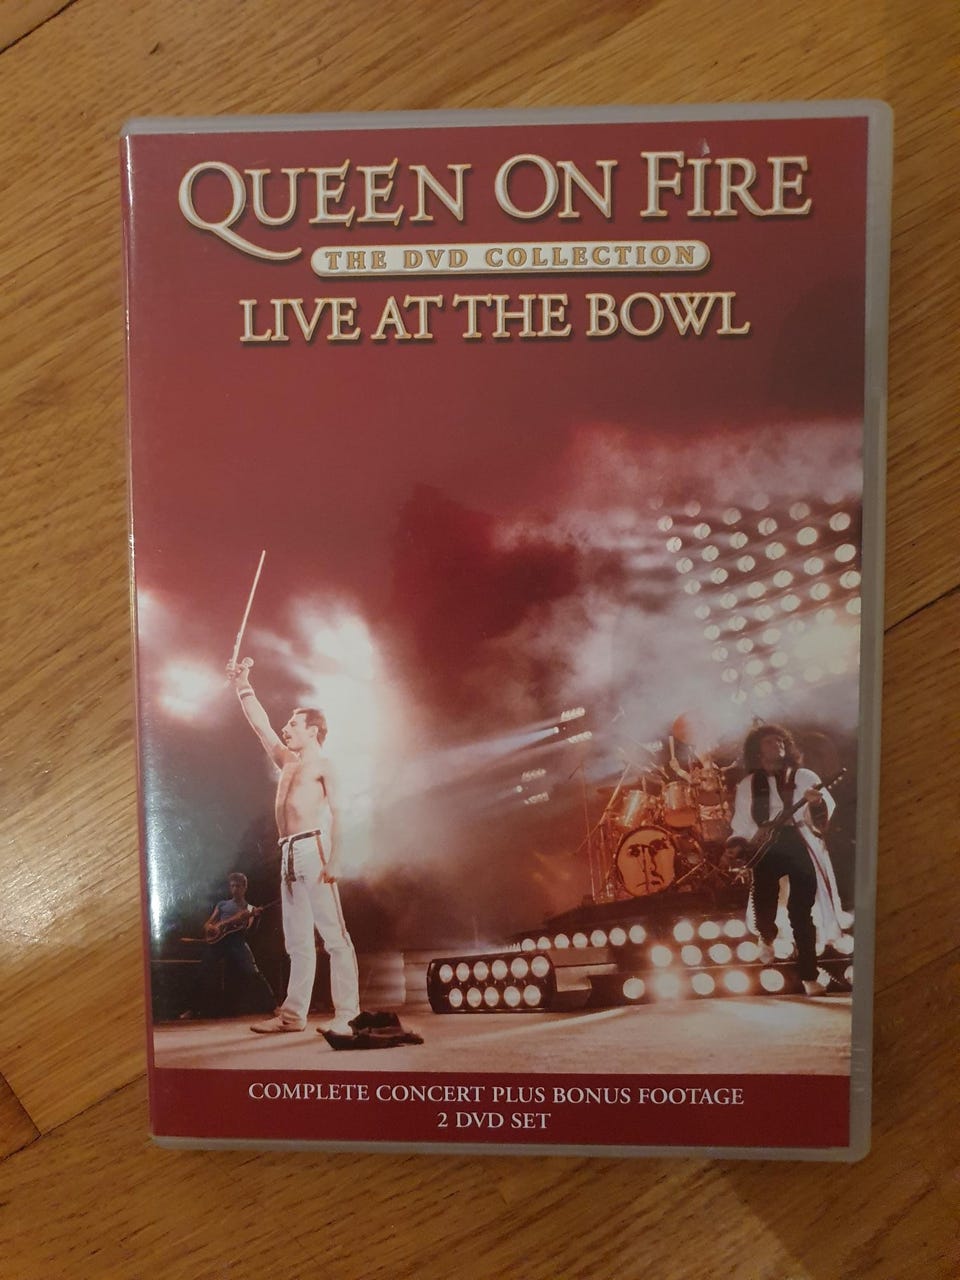 QUEEN ON FIRE
THE DVD COLLECTION
LIVE AT THE BOWL
COMPLETE CONCERT PLUS BONUS FOOTAGE
2 DVD SET